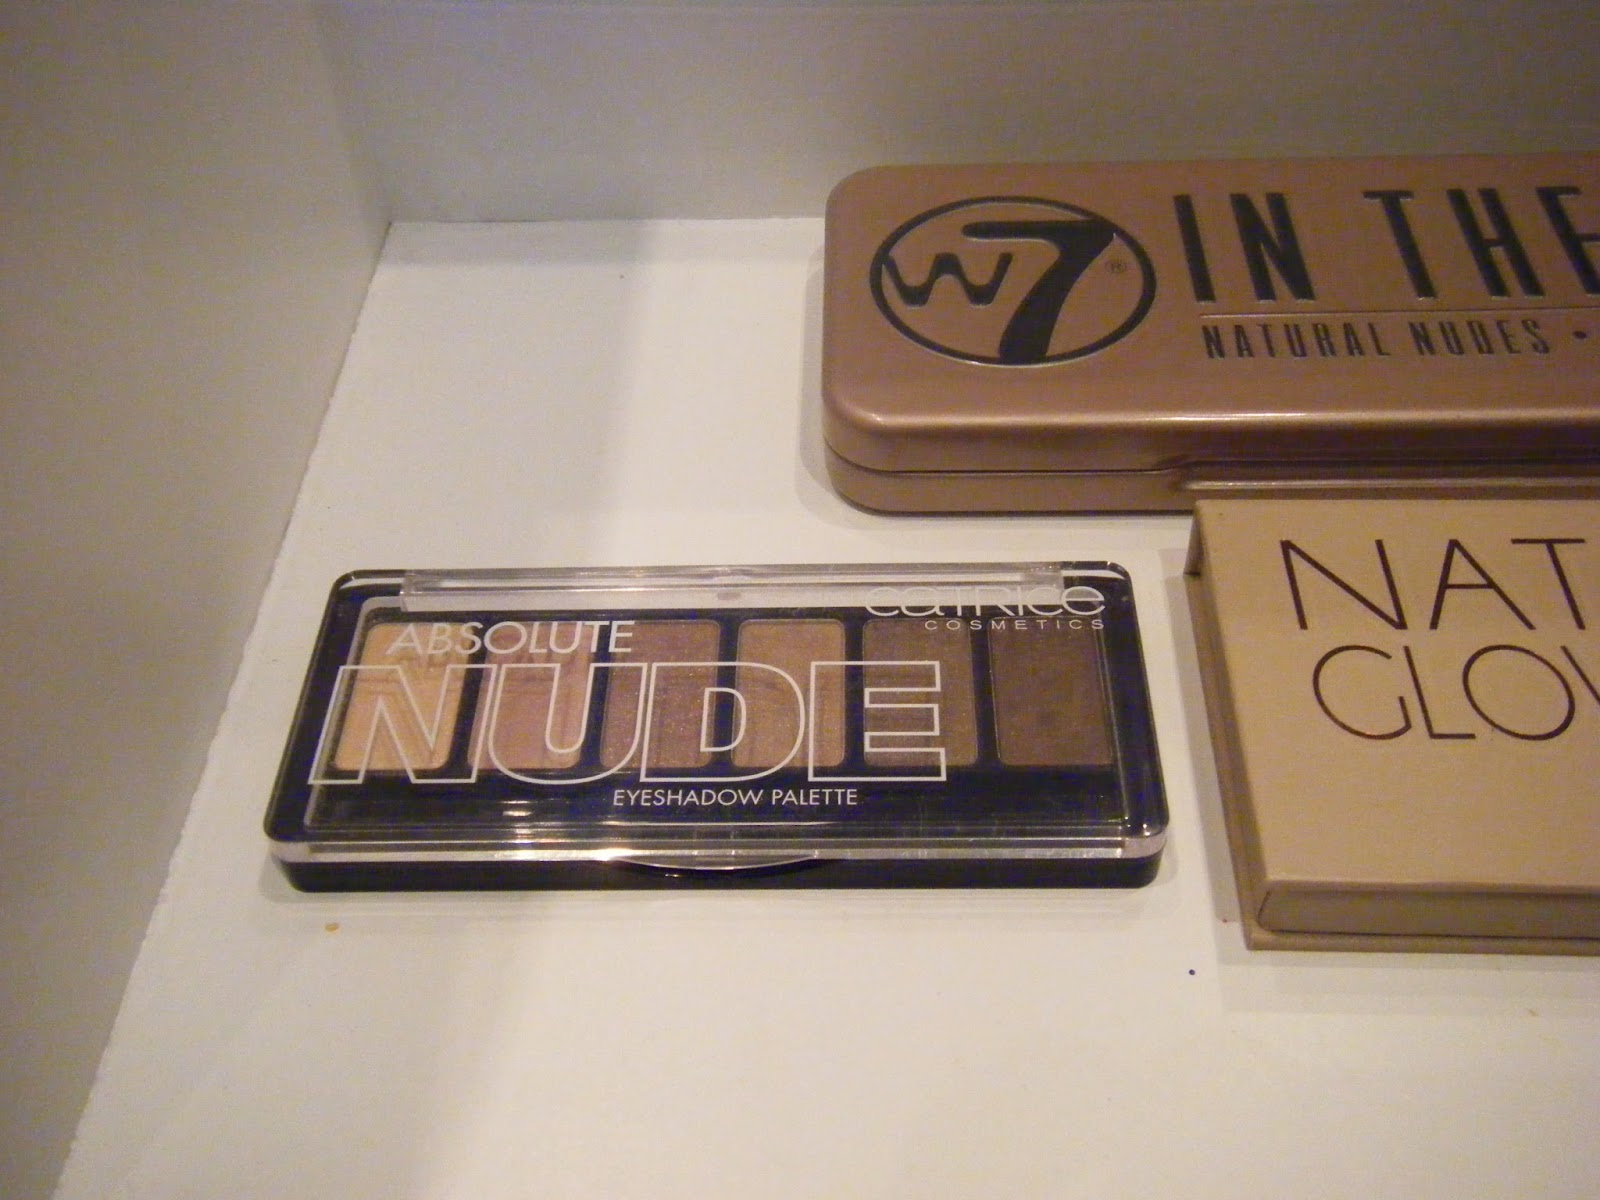 W7®
IN THE
NATURAL NUDES •
CATRICE
COSMETICS
ABSOLUTE
NUDE
EYESHADOW PALETTE
NAT
GLOW